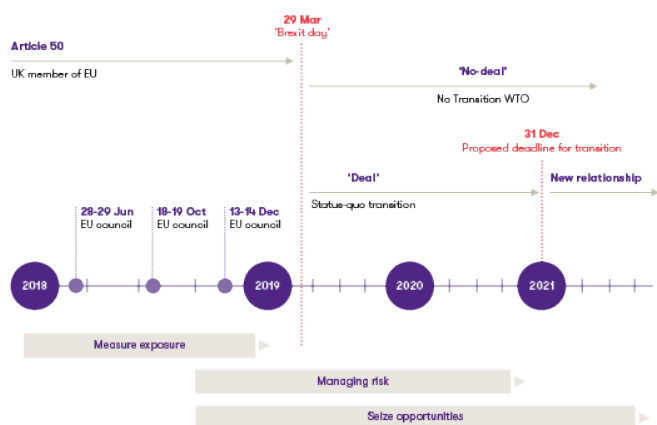 29 Mar
'Brexit day'
Article 50
UK member of EU
'No-deal'
No Transition WTO
31 Dec
Proposed deadline for transition
'Deal'
Status-quo transition
New relationship
28-29 Jun
EU council
18-19 Oct
EU council
13-14 Dec
EU council
2018
2019
2020
2021
Measure exposure
Managing risk
Seize opportunities